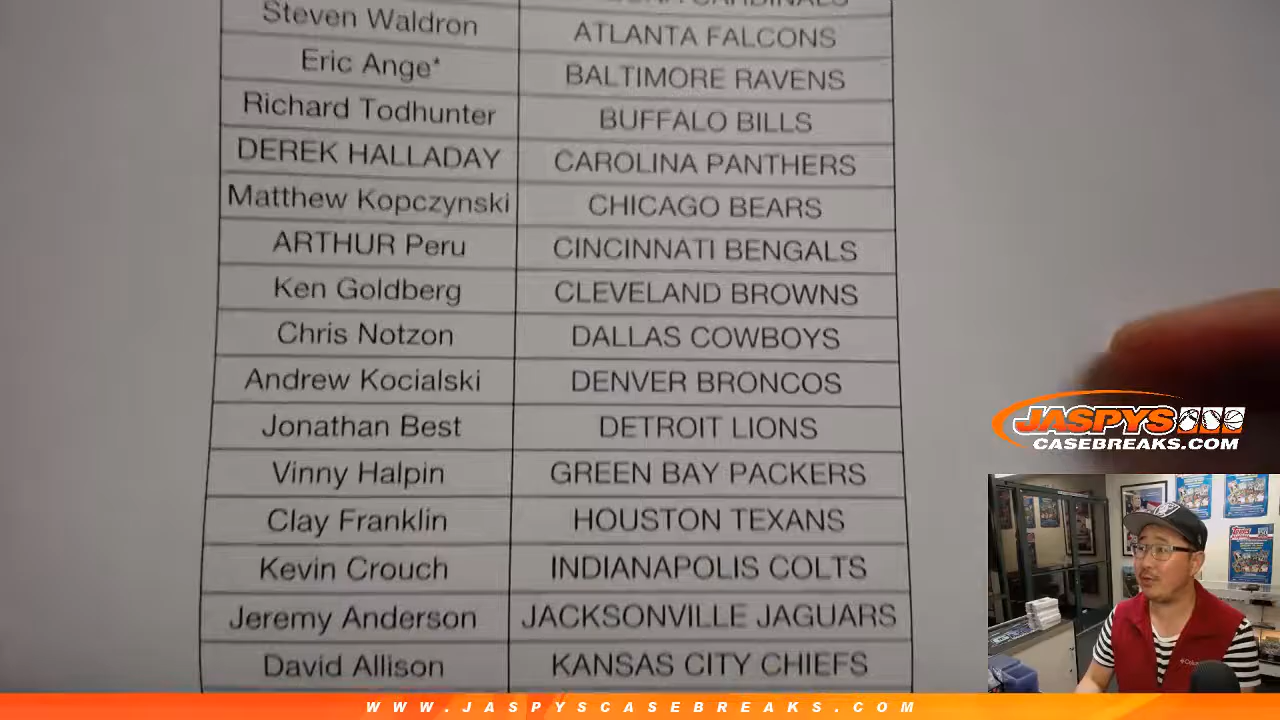 Steven Waldron ATLANTA FALCONS
Eric Ange* BALTIMORE RAVENS
Richard Todhunter BUFFALO BILLS
DEREK HALLADAY CAROLINA PANTHERS
Matthew Kopczynski CHICAGO BEARS
ARTHUR Peru CINCINNATI BENGALS
Ken Goldberg CLEVELAND BROWNS
Chris Notzon DALLAS COWBOYS
Andrew Kocialski DENVER BRONCOS
Jonathan Best DETROIT LIONS
Vinny Halpin GREEN BAY PACKERS
Clay Franklin HOUSTON TEXANS
Kevin Crouch INDIANAPOLIS COLTS
Jeremy Anderson JACKSONVILLE JAGUARS
David Allison KANSAS CITY CHIEFS
JASPYS
CASEBREAKS.COM
WWW.JASPYSCASEBREAKS.COM